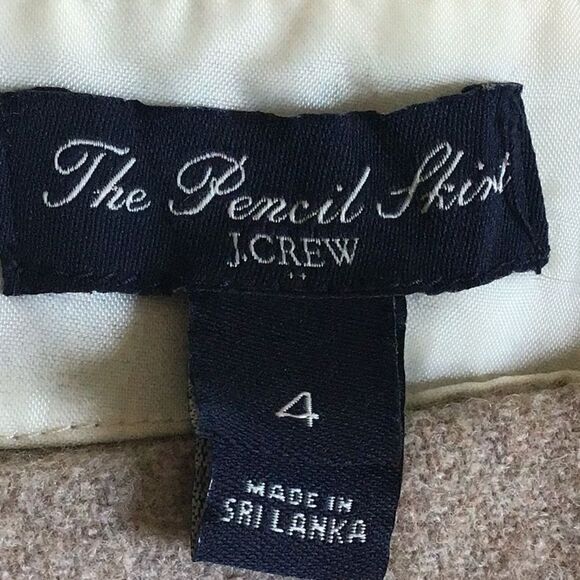 The Pencil Skirt
J.CREW
4
MADE IN
SRI LANKA